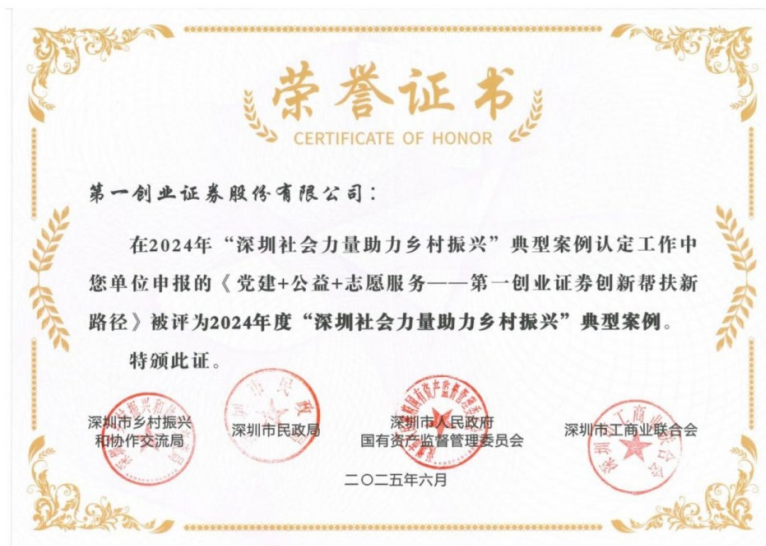 荣誉证书
CERTIFICATE OF HONOR
第一创业证券股份有限公司：
在2024年“深圳社会力量助力乡村振兴”典型案例认定工作中
您单位申报的《党建+公益+志愿服务——第一创业证券创新帮扶新
路径》被评为2024年度“深圳社会力量助力乡村振兴”典型案例。
特颁此证。
深圳市乡村振兴
和协作交流局
深圳市民政局
深圳市人民政府
国有资产监督管理委员会
深圳市工商业联合会
二〇二五年六月